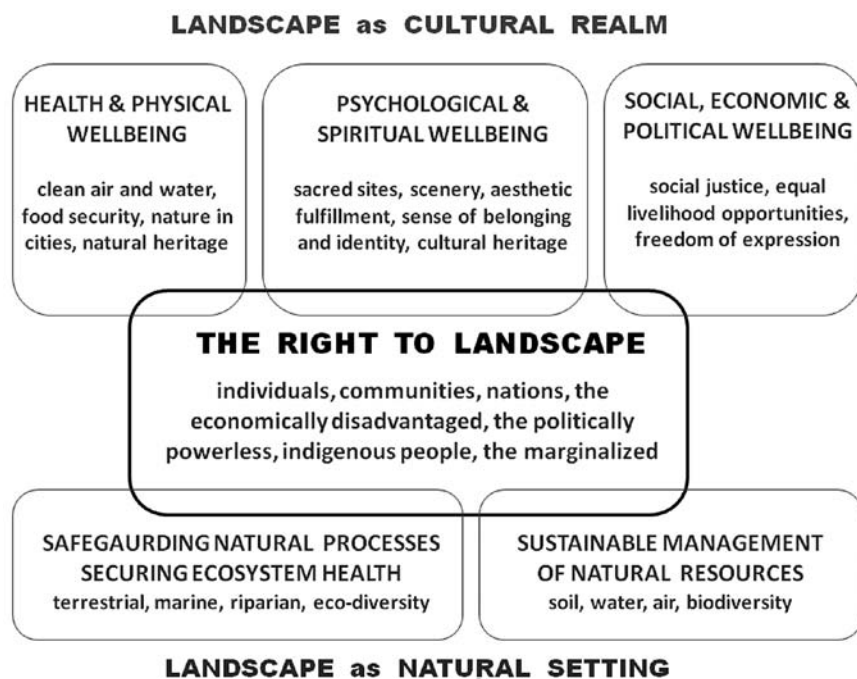 LANDSCAPE as CULTURAL REALM
HEALTH & PHYSICAL
WELLBEING
clean air and water,
food security, nature in
cities, natural heritage
PSYCHOLOGICAL &
SPIRITUAL WELLBEING
sacred sites, scenery, aesthetic
fulfillment, sense of belonging
and identity, cultural heritage
SOCIAL, ECONOMIC &
POLITICAL WELLBEING
social justice, equal
livelihood opportunities,
freedom of expression
THE RIGHT TO LANDSCAPE
individuals, communities, nations, the
economically disadvantaged, the politically
powerless, indigenous people, the marginalized
SAFEGAURDING NATURAL PROCESSES
SECURING ECOSYSTEM HEALTH
terrestrial, marine, riparian, eco-diversity
SUSTAINABLE MANAGEMENT
OF NATURAL RESOURCES
soil, water, air, biodiversity
LANDSCAPE as NATURAL SETTING